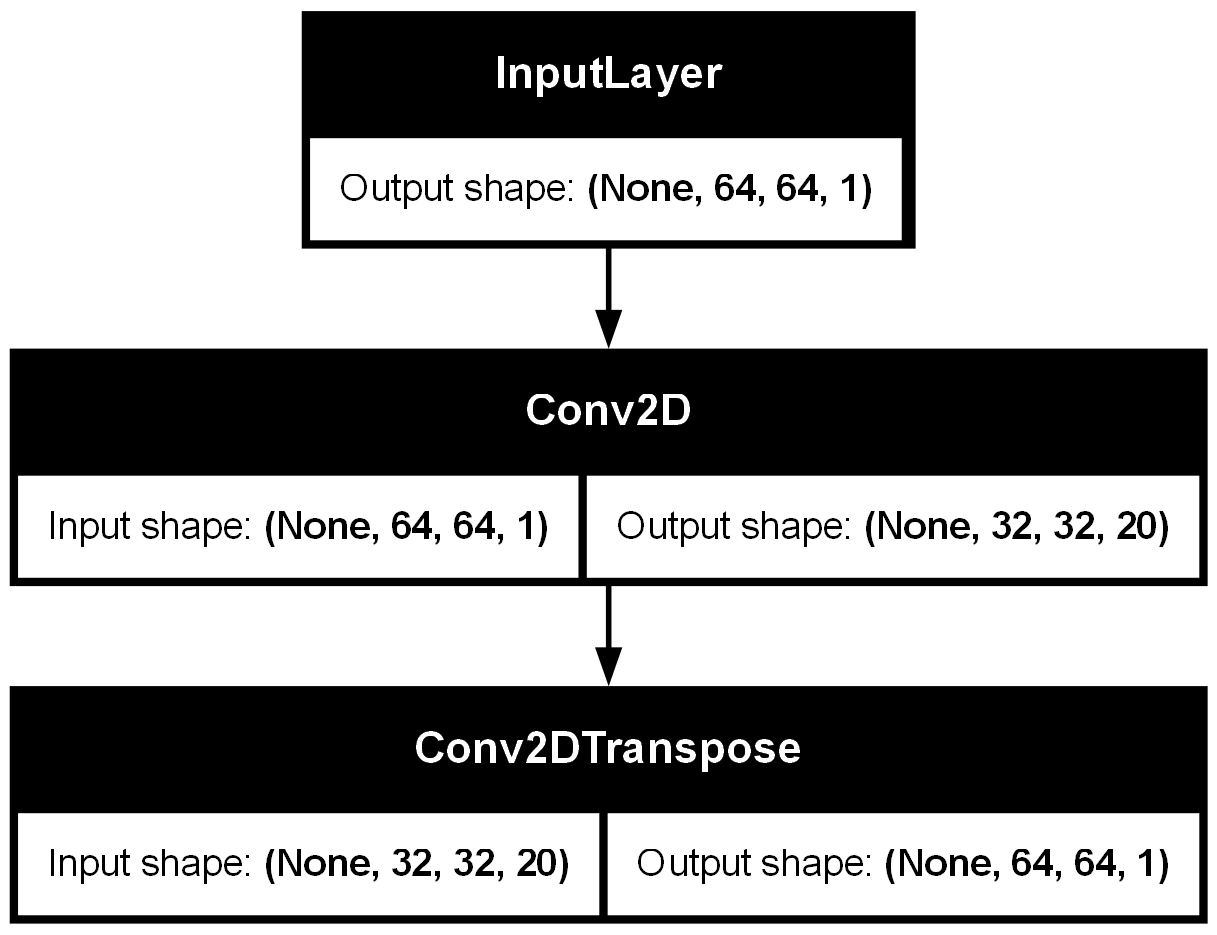 InputLayer
Output shape: (None, 64, 64, 1)
Conv2D
Input shape: (None, 64, 64, 1) Output shape: (None, 32, 32, 20)
Conv2DTranspose
Input shape: (None, 32, 32, 20) Output shape: (None, 64, 64, 1)